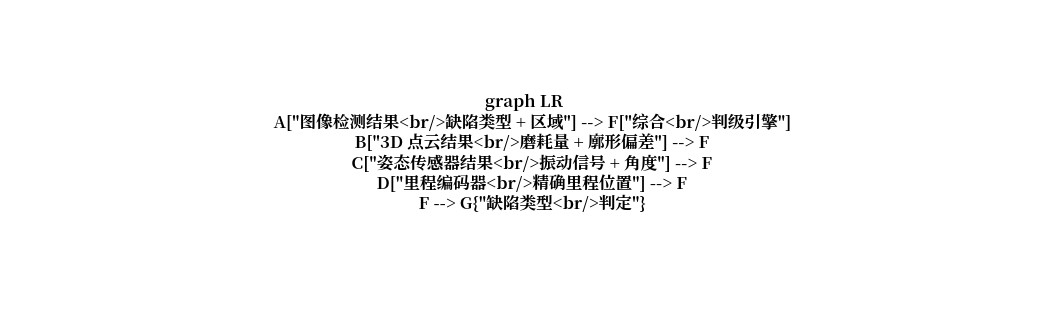 graph LR
A["图像检测结果<br/>缺陷类型 + 区域"] --> F["综合<br/>判级引擎"]
B["3D 点云结果<br/>磨耗量 + 廓形偏差"] --> F
C["姿态传感器结果<br/>振动信号 + 角度"] --> F
D["里程编码器<br/>精确里程位置"] --> F
F --> G{"缺陷类型<br/>判定"}